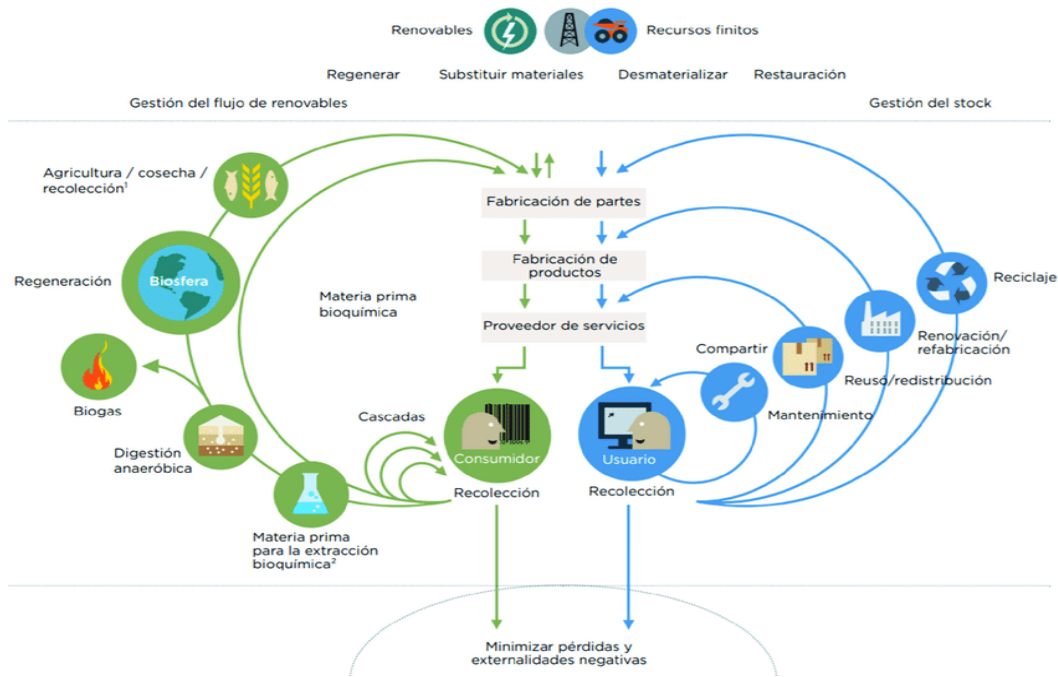 Renovables
Recursos finitos
Regenerar
Substituir materiales
Desmaterializar
Restauración
Gestión del flujo de renovables
Gestión del stock
Agricultura / cosecha /
recolección¹
Regeneración
Biosfera
Biogas
Digestión
anaeróbica
Materia prima
para la extracción
bioquímica²
Materia prima
bioquímica
Cascadas
Fabricación de partes
Fabricación de
productos
Proveedor de servicios
Consumidor
Recolección
Usuario
Recolección
Compartir
Mantenimiento
Reuso/redistribución
Renovación/
refabricación
Reciclaje
Minimizar pérdidas y
externalidades negativas